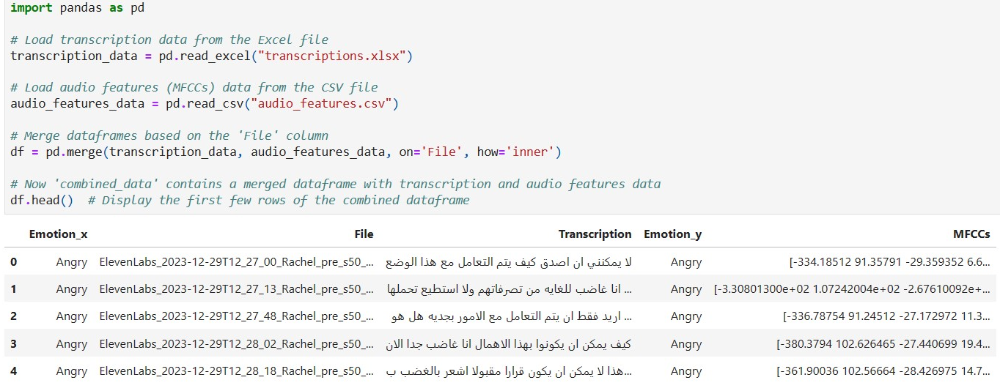 import pandas as pd
# Load transcription data from the Excel file
transcription_data = pd.read_excel("transcriptions.xlsx")
# Load audio features (MFCCs) data from the CSV file
audio_features_data = pd.read_csv("audio_features.csv")
# Merge dataframes based on the 'File' column
df = pd.merge(transcription_data, audio_features_data, on='File', how='inner')
# Now 'combined_data' contains a merged dataframe with transcription and audio features data
df.head()  # Display the first few rows of the combined dataframe
Emotion_x File Transcription Emotion_y MFCCs
0 Angry ElevenLabs_2023-12-29T12_27_00_Rachel_pre_s50_... لا يمكنني ان اصدق كيف يتم التعامل مع هذا الوضع Angry [-334.18512 91.35791 -29.359352 6.6...
1 Angry ElevenLabs_2023-12-29T12_27_13_Rachel_pre_s50_... انا غاضب للغايه من تصرفاتهم ولا استطيع تحملها ... Angry [-3.30801300e+02 1.07242004e+02 -2.67610092e+...
2 Angry ElevenLabs_2023-12-29T12_27_48_Rachel_pre_s50_... اريد فقط ان يتم التعامل مع الامور بجديه هل هو ... Angry [-336.78754 91.24512 -27.172972 11.3...
3 Angry ElevenLabs_2023-12-29T12_28_02_Rachel_pre_s50_... كيف يمكن ان يكونوا بهذا الاهمال انا غاضب جدا الان Angry [-380.3794 102.626465 -27.440699 19.4...
4 Angry ElevenLabs_2023-12-29T12_28_18_Rachel_pre_s50_... هذا لا يمكن ان يكون قرارا مقبولا اشعر بالغضب ب... Angry [-361.90036 102.56664 -28.426975 14.7...